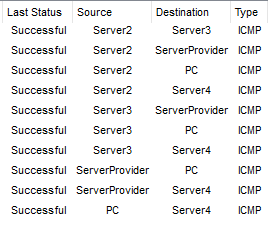 Last Status Source Destination Type
Successful Server2 Server3 ICMP
Successful Server2 ServerProvider ICMP
Successful Server2 PC ICMP
Successful Server2 Server4 ICMP
Successful Server3 ServerProvider ICMP
Successful Server3 PC ICMP
Successful Server3 Server4 ICMP
Successful ServerProvider PC ICMP
Successful ServerProvider Server4 ICMP
Successful PC Server4 ICMP